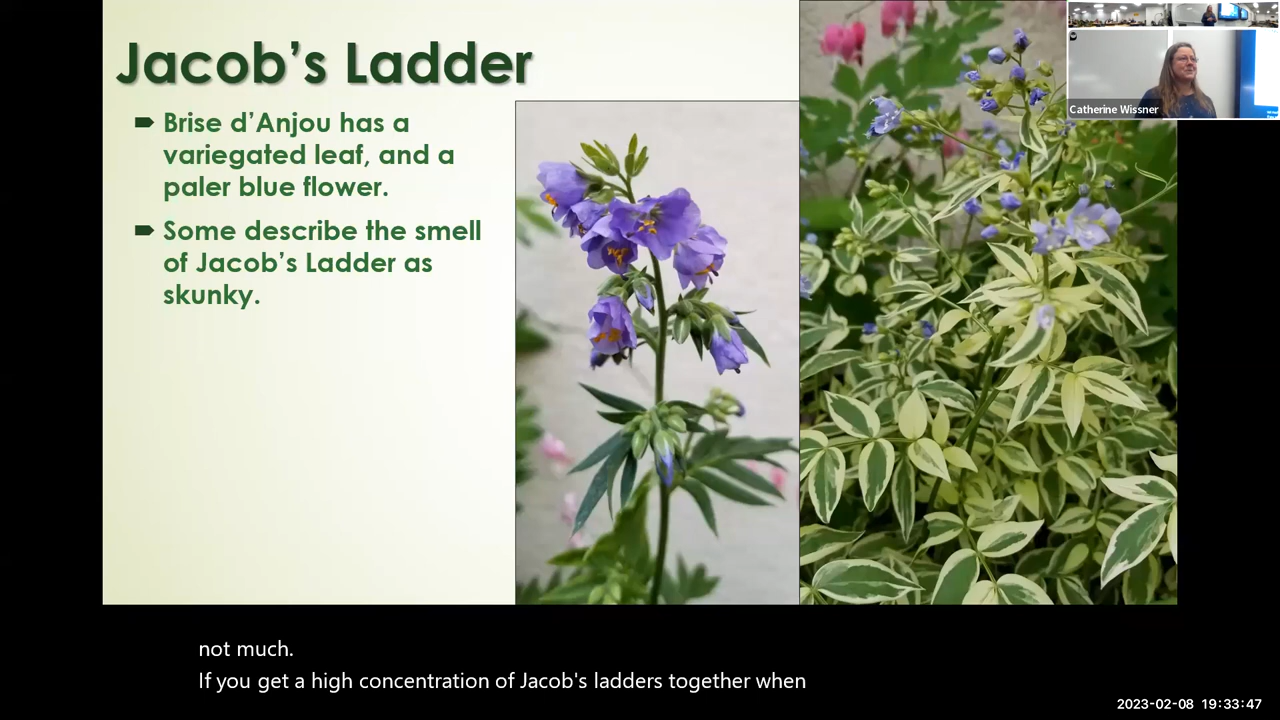 Jacob’s Ladder
Brise d’Anjou has a
variegated leaf, and a
paler blue flower.
Some describe the smell
of Jacob’s Ladder as
skunky.
Catherine Wissner
not much.
If you get a high concentration of Jacob's ladders together when
2023-02-08 19:33:47